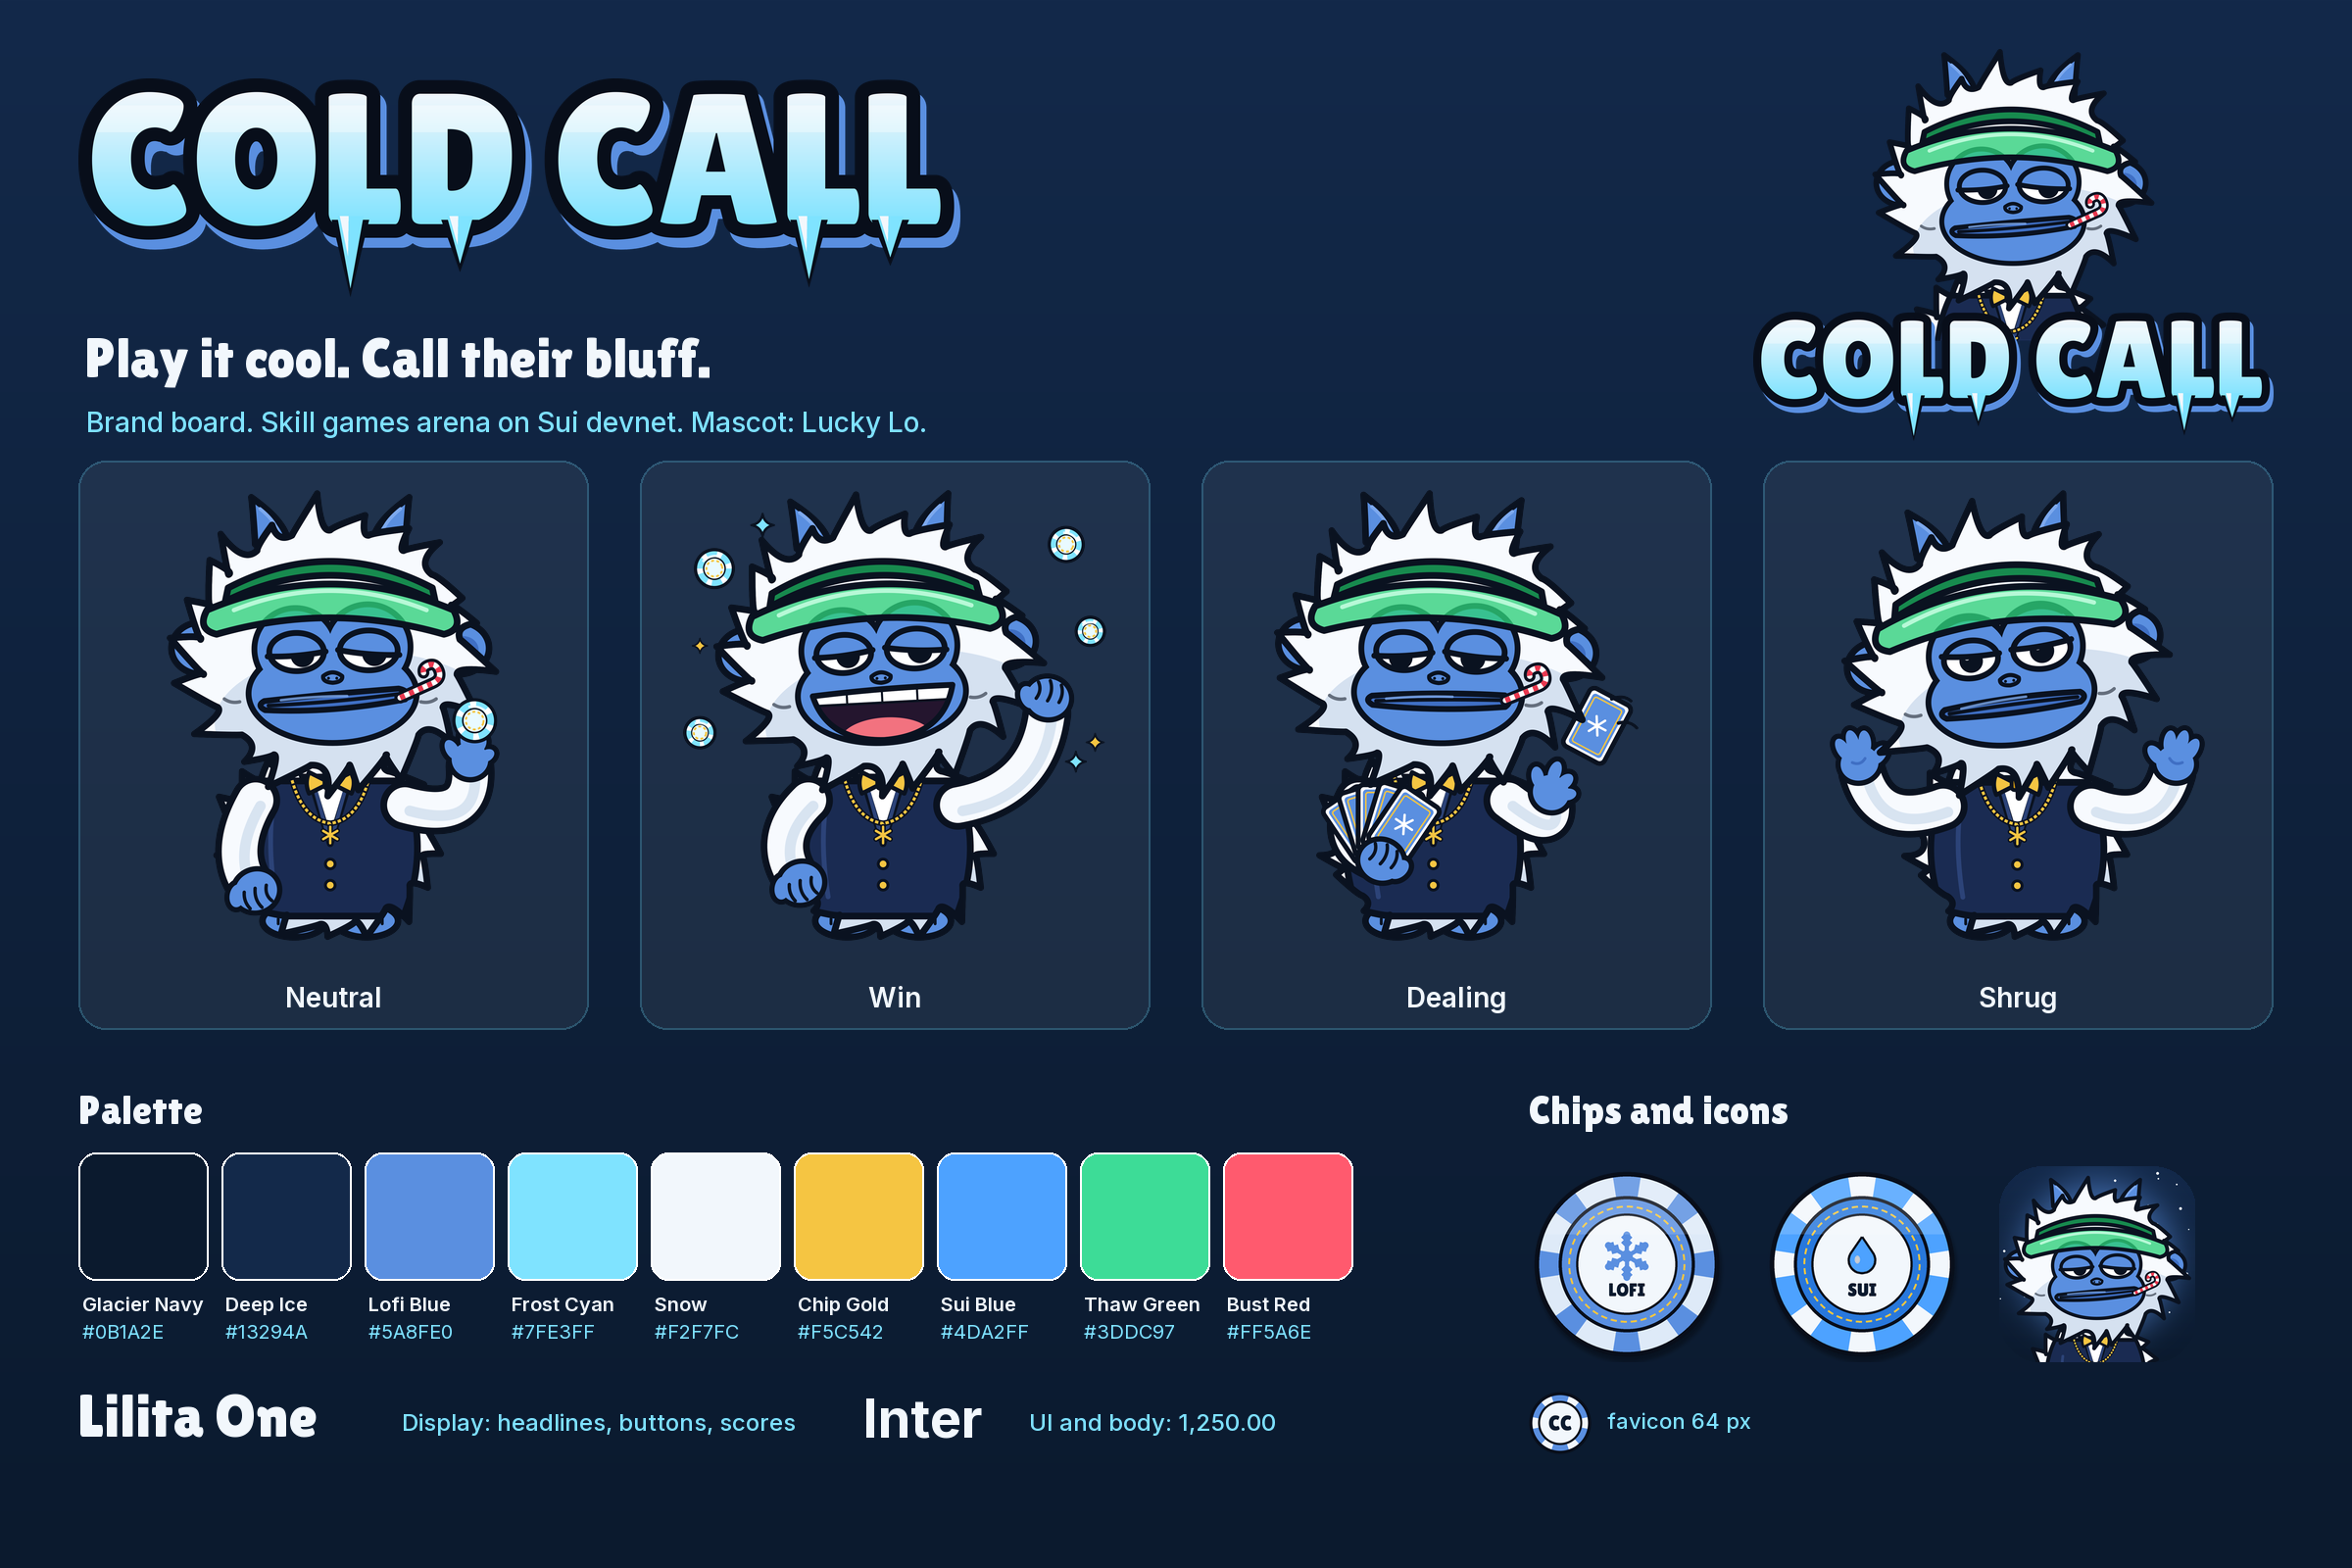 COLD CALL
Play it cool. Call their bluff.
Brand board. Skill games arena on Sui devnet. Mascot: Lucky Lo.
COLD CALL
Neutral
Win
Dealing
Shrug
Palette
Glacier Navy
#0B1A2E
Deep Ice
#13294A
Lofi Blue
#5A8FE0
Frost Cyan
#7FE3FF
Snow
#F2F7FC
Chip Gold
#F5C542
Sui Blue
#4DA2FF
Thaw Green
#3DDC97
Bust Red
#FF5A6E
Chips and icons
LOFI
SUI
Lilita One
Display: headlines, buttons, scores
Inter
UI and body: 1,250.00
CC
favicon 64 px